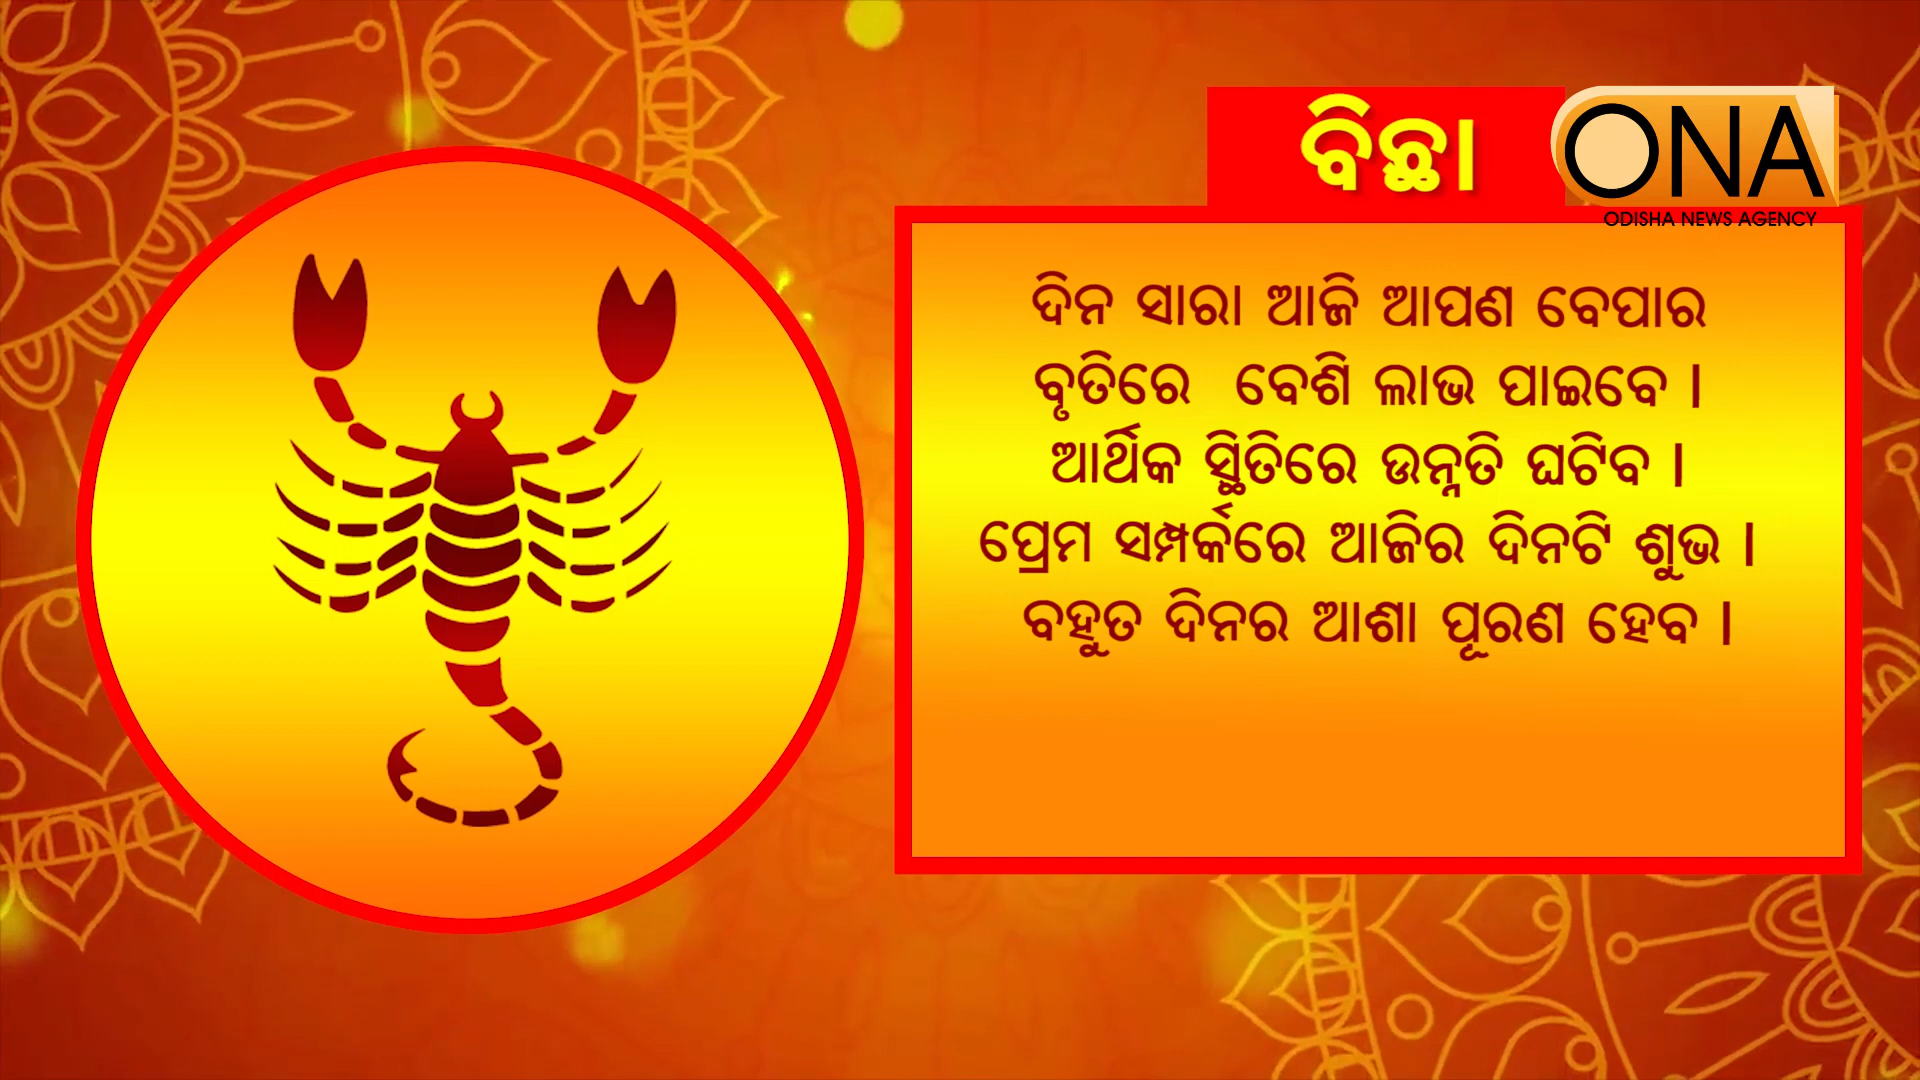 ବିଛା
ONA
ODISHA NEWS AGENCY
ଦିନ ସାରା ଆଜି ଆପଣ ବେପାର
ବୃତିରେ ବେଶି ଲାଭ ପାଇବେ ।
ଆର୍ଥିକ ସ୍ଥିତିରେ ଉନ୍ନତି ଘଟିବ ।
ପ୍ରେମ ସମ୍ପର୍କରେ ଆଜିର ଦିନଟି ଶୁଭ ।
ବହୁତ ଦିନର ଆଶା ପୂରଣ ହେବ ।